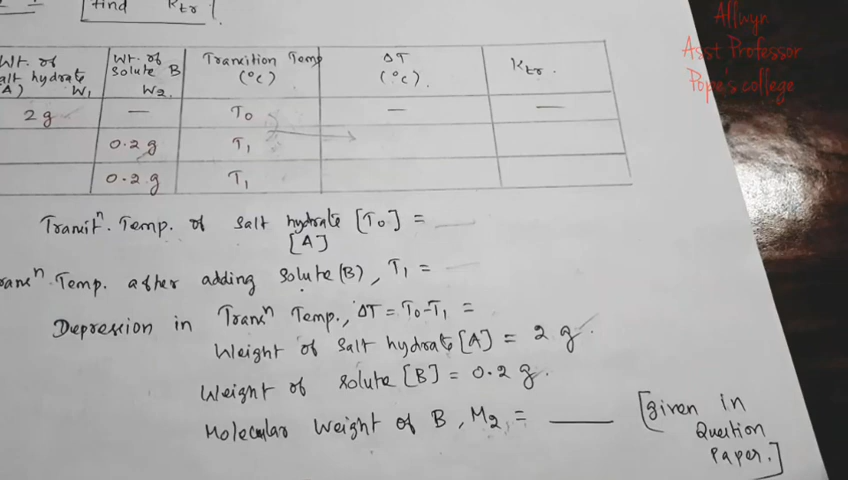 find Ktr
Allwyn
Asst Professor
Pope's college
Wt. of salt hydrate (A) W1
Wt. of solute B W2
Transition Temp (°C)
ΔT (°C)
Ktr.
2 g — T0 — —
0.2 g T1
0.2 g T1
Transitn. Temp. of salt hydrate [T0] =
[A]
Transn Temp. after adding solute (B), T1 =
Depression in Transn Temp., ΔT = T0-T1 =
Weight of salt hydrate [A] = 2 g.
Weight of solute [B] = 0.2 g.
Molecular Weight of B, M2 = ____ [given in
Question
Paper.]